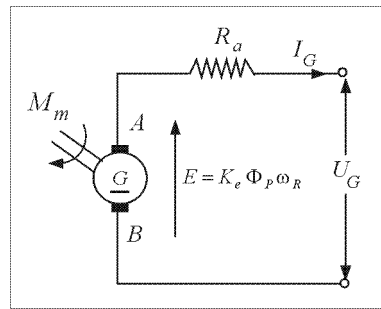 R_a
I_G
M_m
A
G
E = K_e Φ_P ω_R
U_G
B